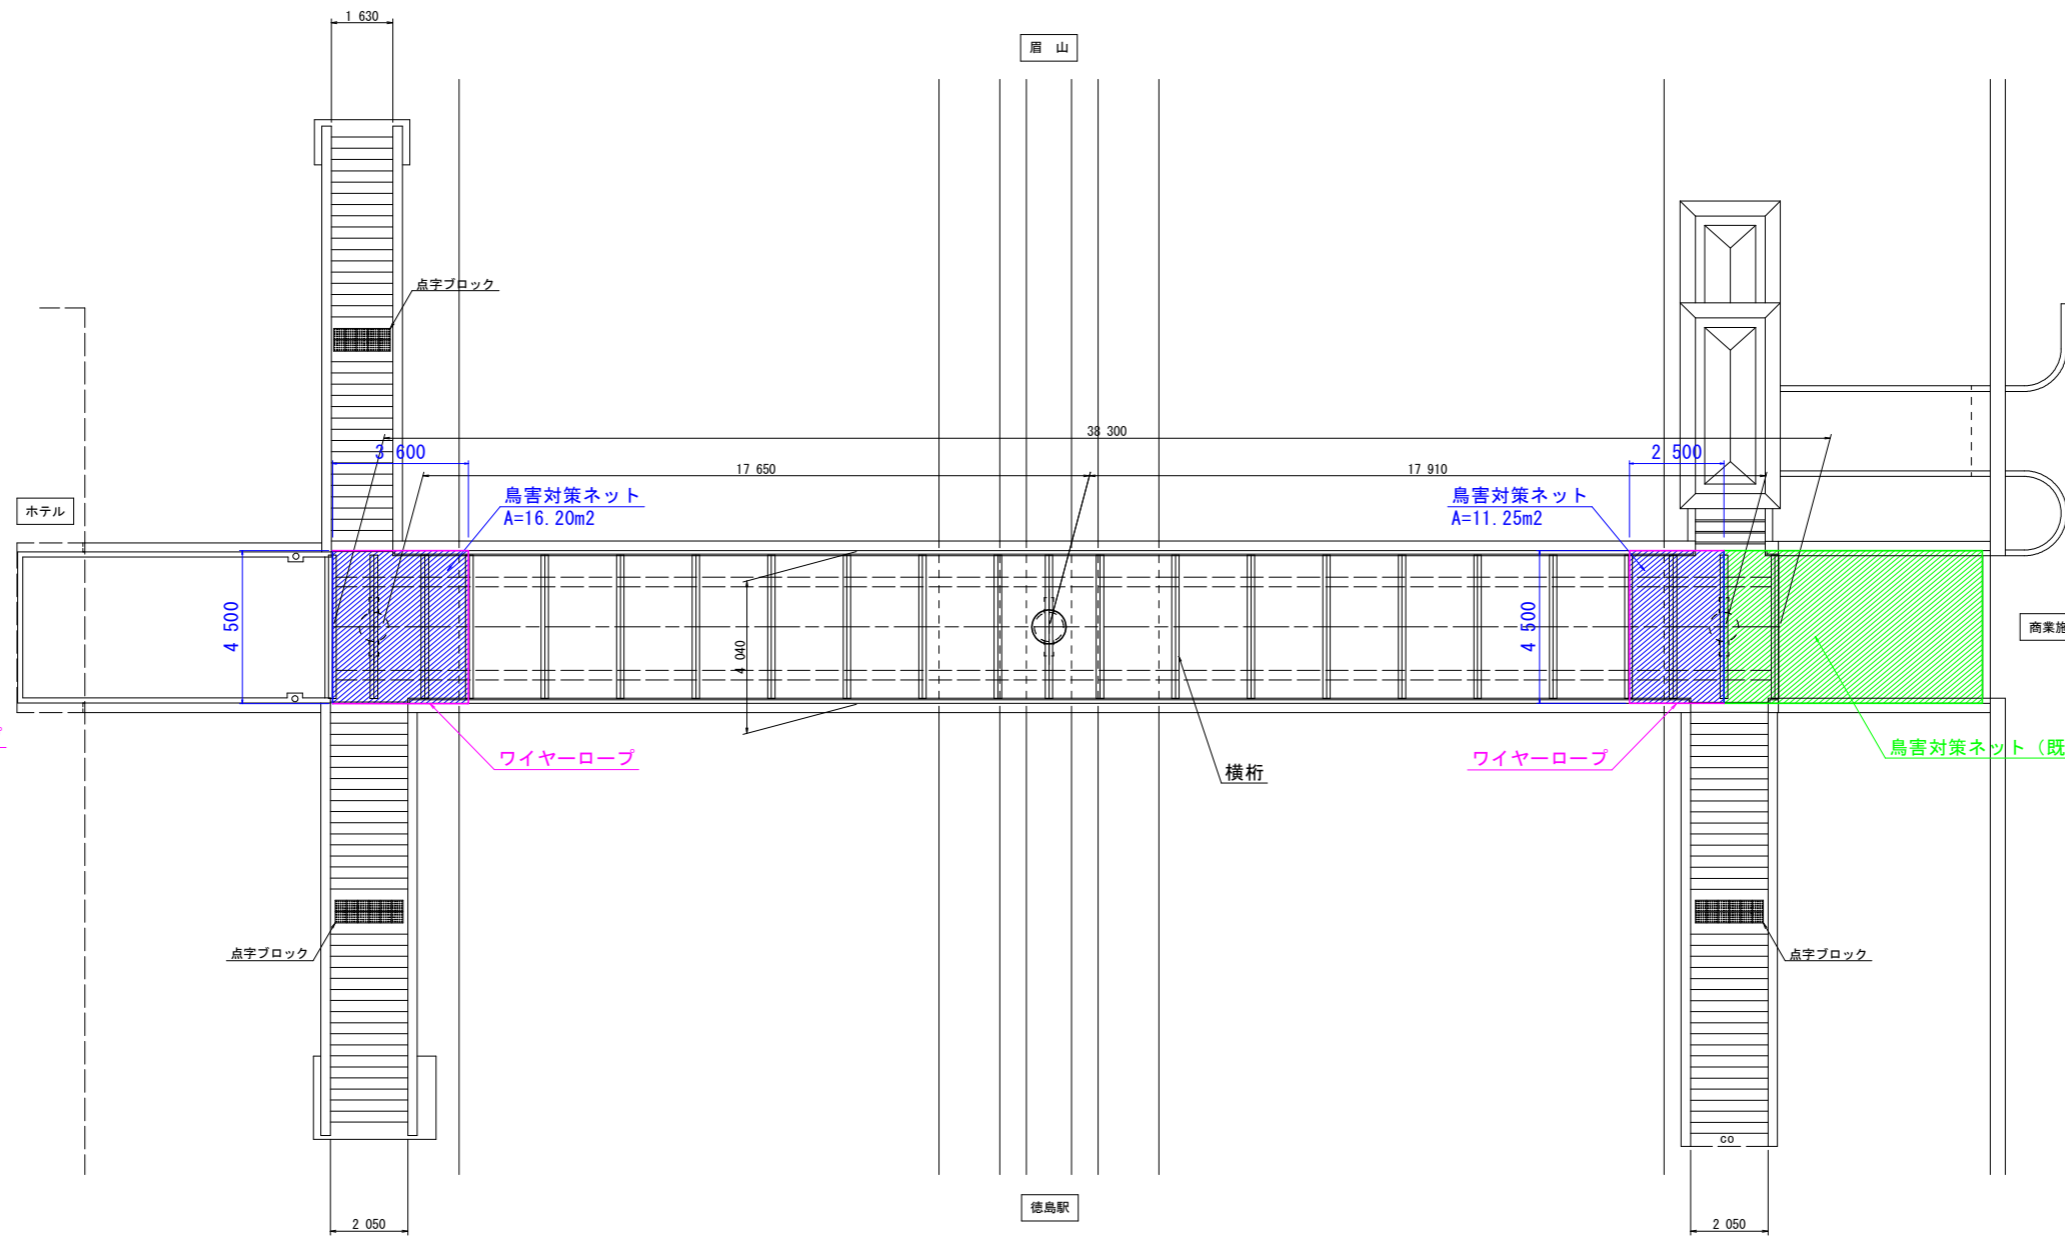 1 630
眉 山
点字ブロック
38 300
3 600
17 650
17 910
2 500
鳥害対策ネット
A=16.20m2
鳥害対策ネット
A=11.25m2
ホテル
4 500
4 040
4 500
商業施
ワイヤーロープ
横桁
ワイヤーロープ
鳥害対策ネット（既
点字ブロック
点字ブロック
co
徳島駅
2 050
2 050